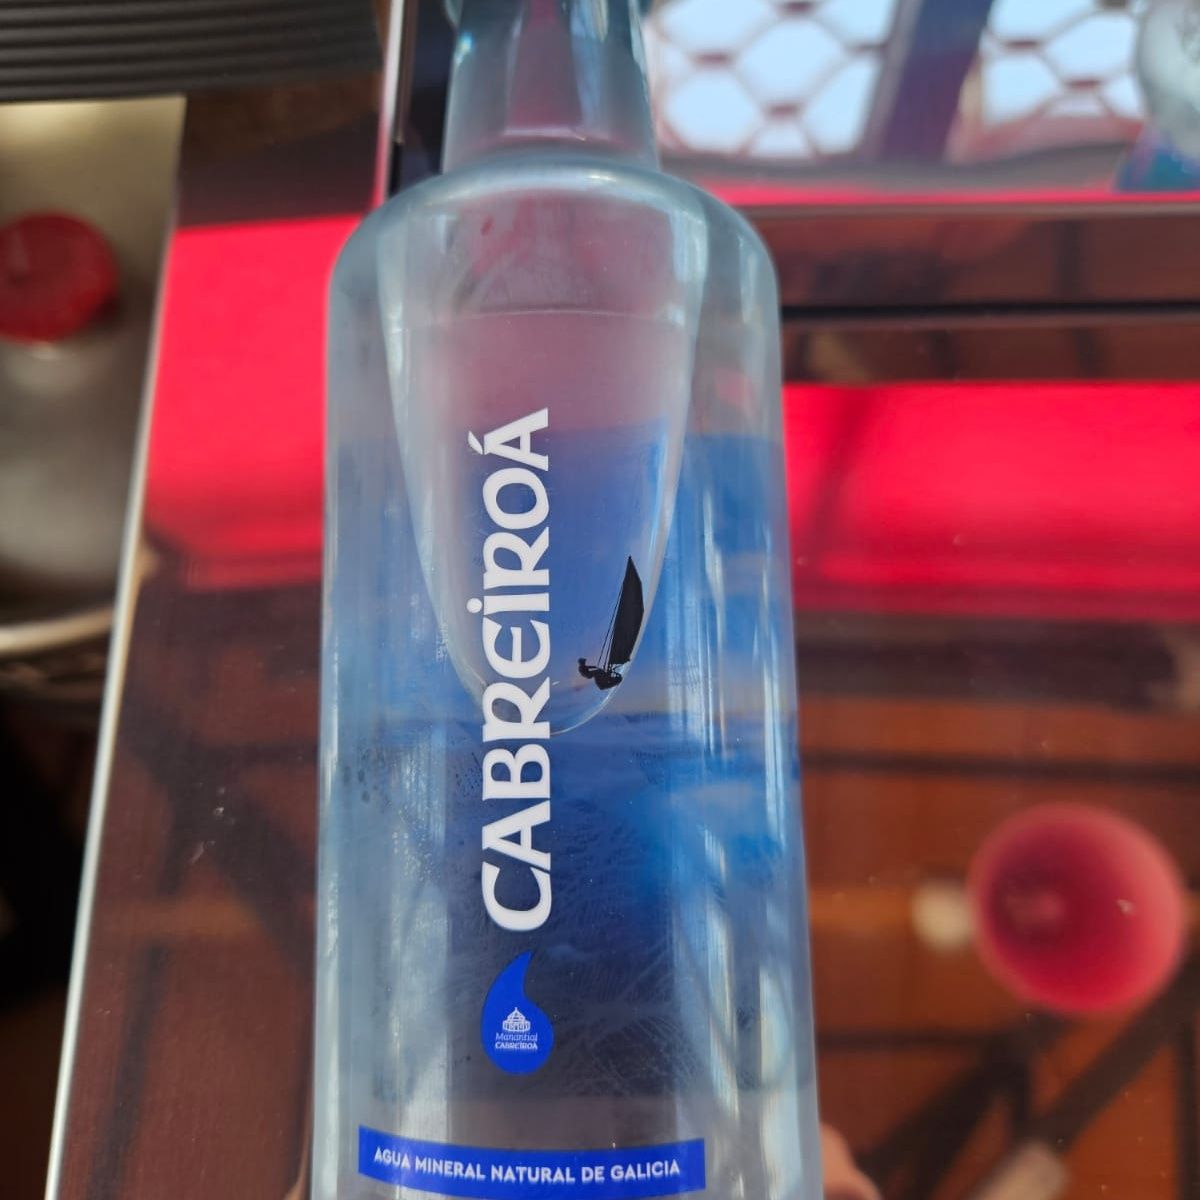 CABREIROÁ
Manantial
CABREIROÁ
AGUA MINERAL NATURAL DE GALICIA